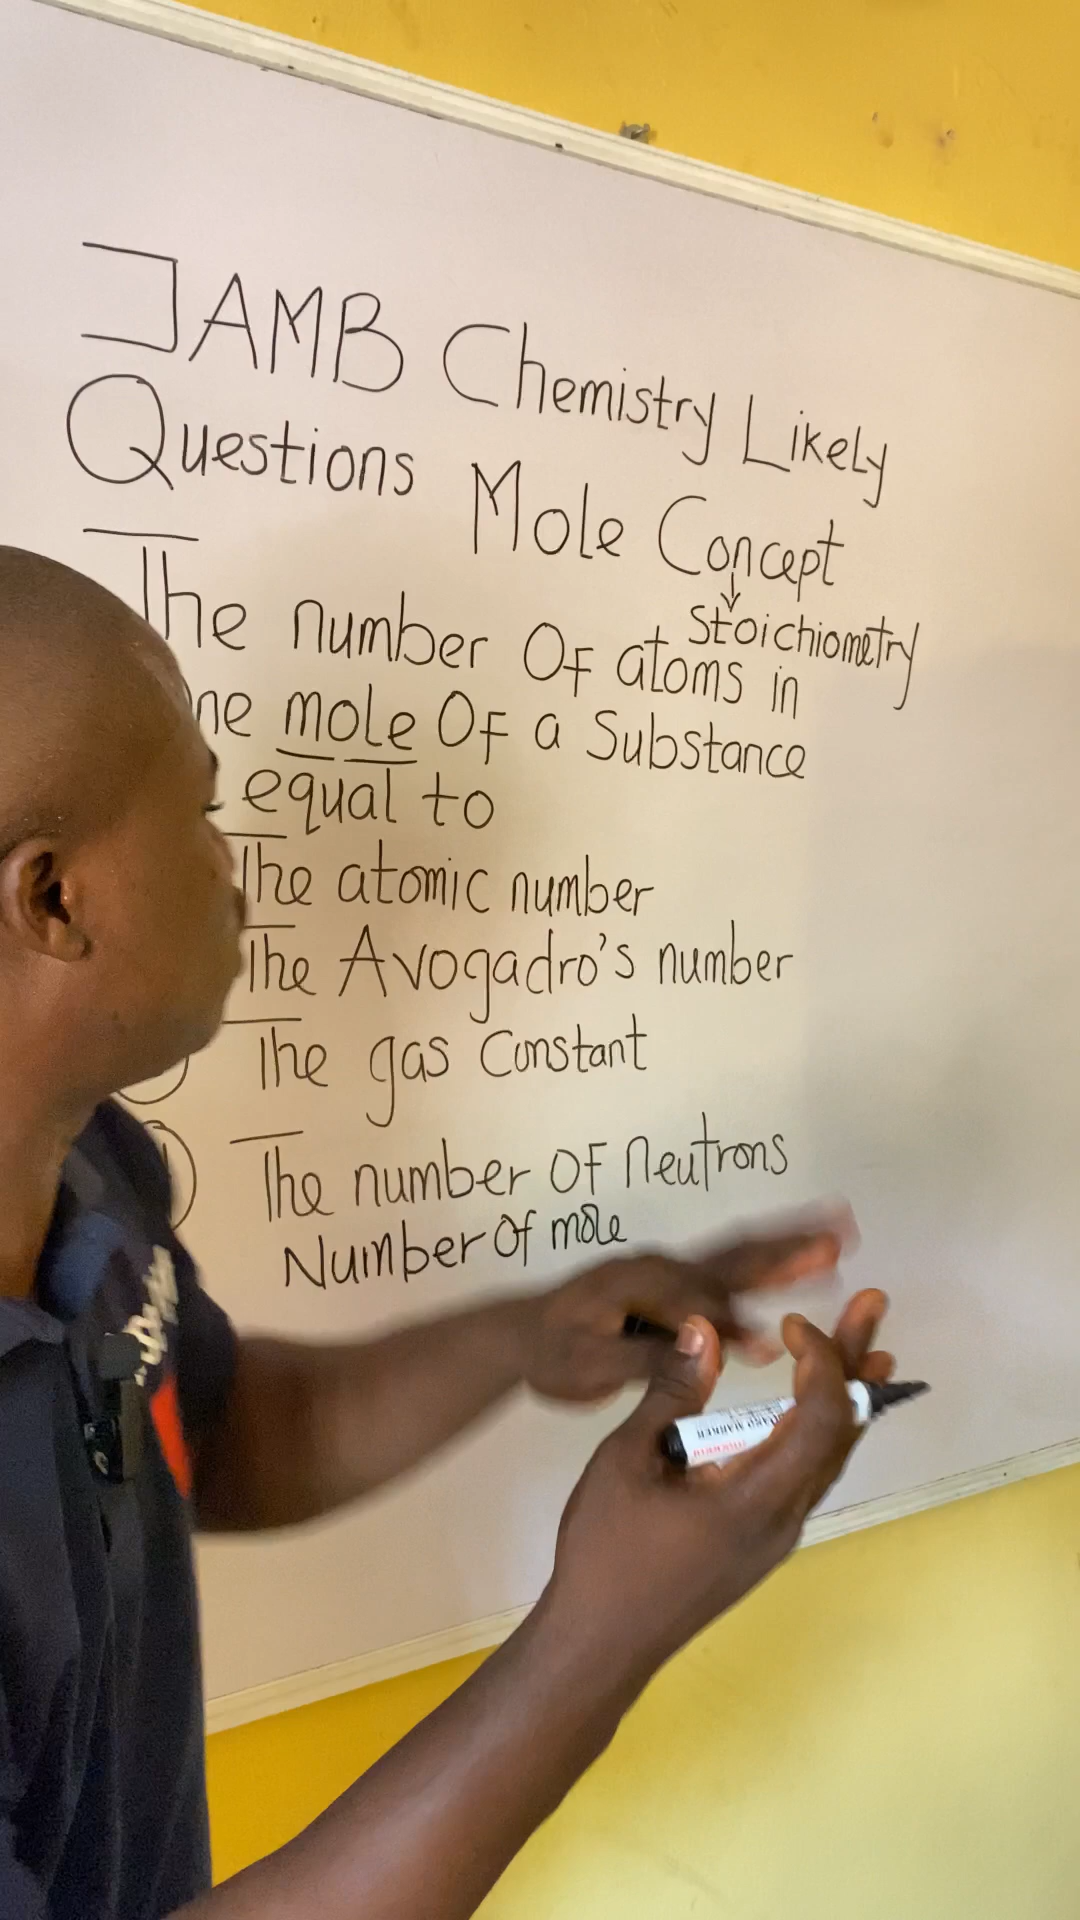 JAMB Chemistry Likely
Questions Mole Concept
↓
Stoichiometry
The number Of atoms in
ne mole Of a Substance
equal to
The atomic number
The Avogadro's number
The gas Constant
The number OF Neutrons
Number Of mole